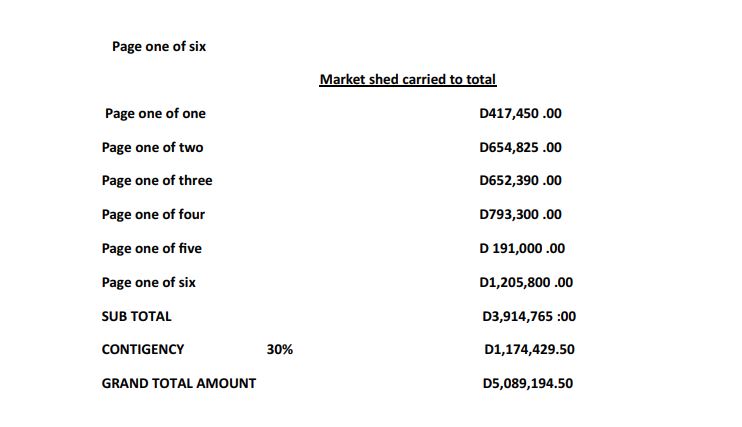 Page one of six
Market shed carried to total
Page one of one D417,450 .00
Page one of two D654,825 .00
Page one of three D652,390 .00
Page one of four D793,300 .00
Page one of five D 191,000 .00
Page one of six D1,205,800 .00
SUB TOTAL D3,914,765 :00
CONTIGENCY 30% D1,174,429.50
GRAND TOTAL AMOUNT D5,089,194.50